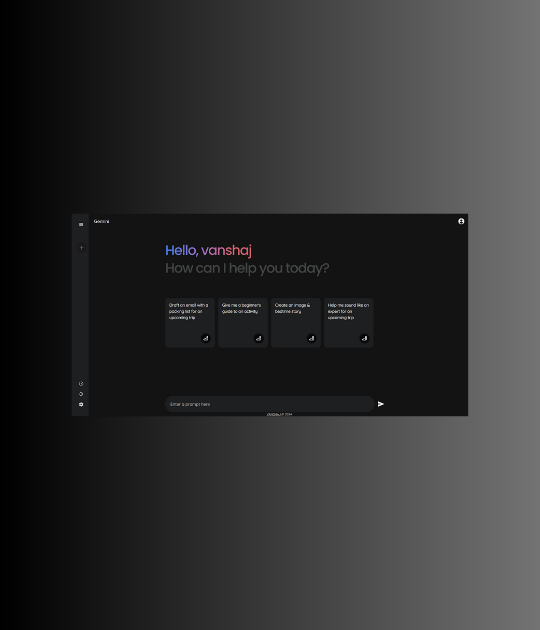 Gemini
Hello, vanshaj
How can I help you today?
Draft an email with a
packing list for an
upcoming trip
Give me a beginner's
guide to an activity
Create an image &
bedtime story
Help me sound like an
expert for an
upcoming trip
Enter a prompt here